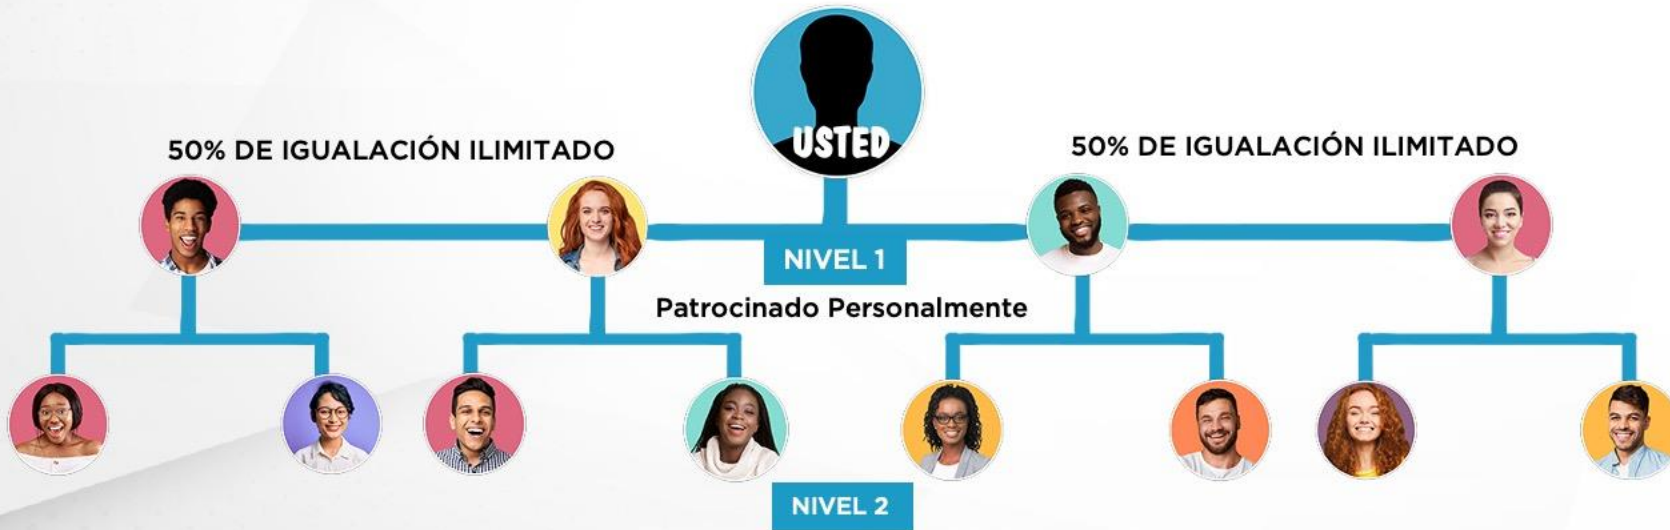 USTED
50% DE IGUALACIÓN ILIMITADO
50% DE IGUALACIÓN ILIMITADO
NIVEL 1
Patrocinado Personalmente
NIVEL 2